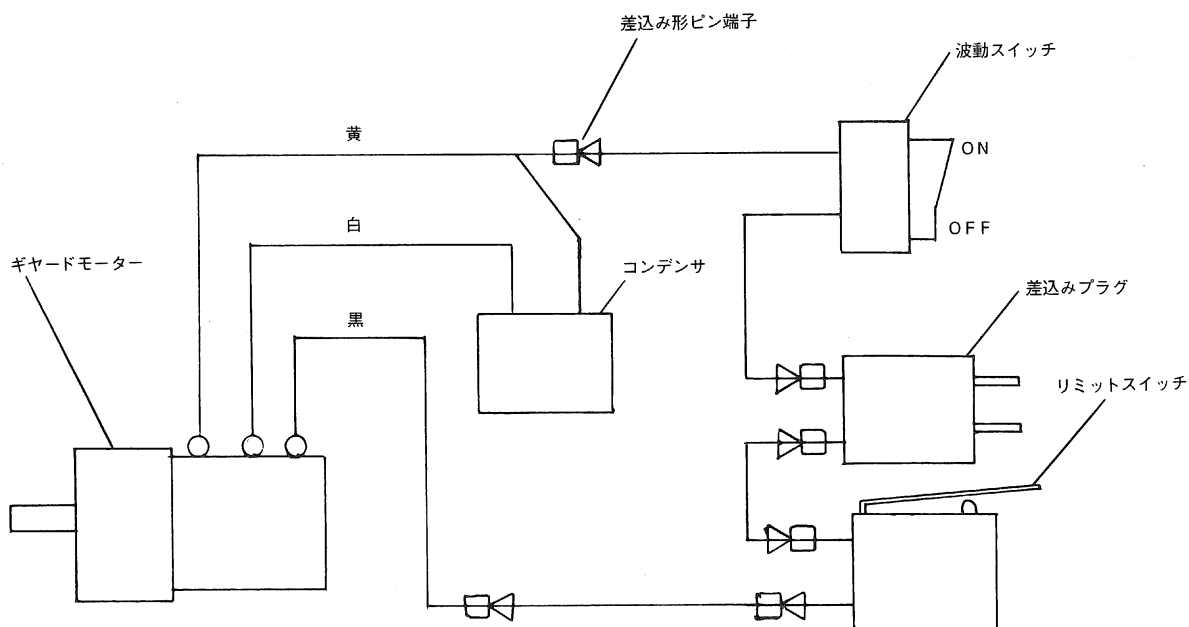 差込み形ピン端子
波動スイッチ
黄
ON
白
OFF
ギヤードモーター
コンデンサ
差込みプラグ
黒
リミットスイッチ